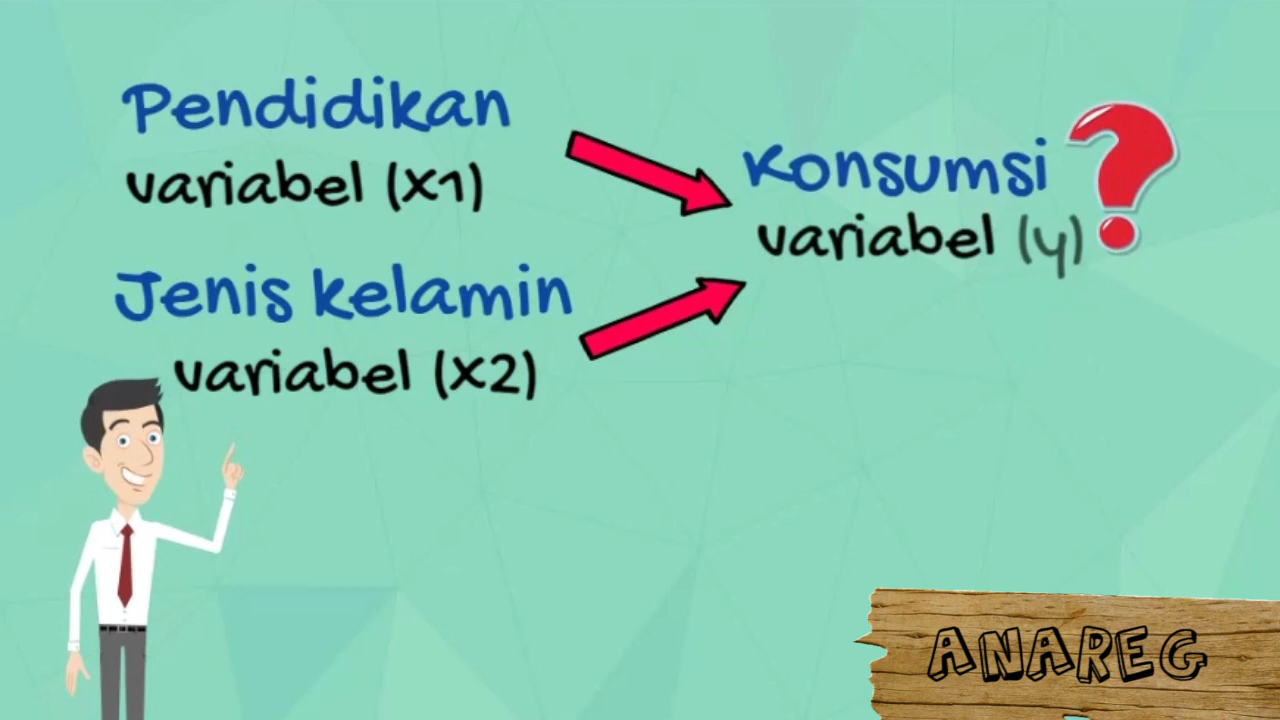 Pendidikan
variabel (x1)
Konsumsi ?
variabel (y)
Jenis kelamin
variabel (x2)
ANAREG